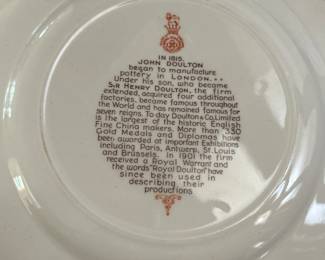 IN 1815
JOHN DOULTON
began to manufacture
pottery in LONDON.
Under his son, who became
SIR HENRY DOULTON, the firm
extended, acquired four additional
factories, became famous throughout
the World and has remained famous for
seven reigns. To day Doulton & Co. Limited
is the largest of the historic English
Fine China makers. More than 330
Gold Medals and Diplomas have
been awarded at important Exhibitions
including Paris, Antwerp, St. Louis
and Brussels. In 1901 the firm
received a Royal Warrant and
the words "Royal Doulton" have
since been used in
describing their
productions